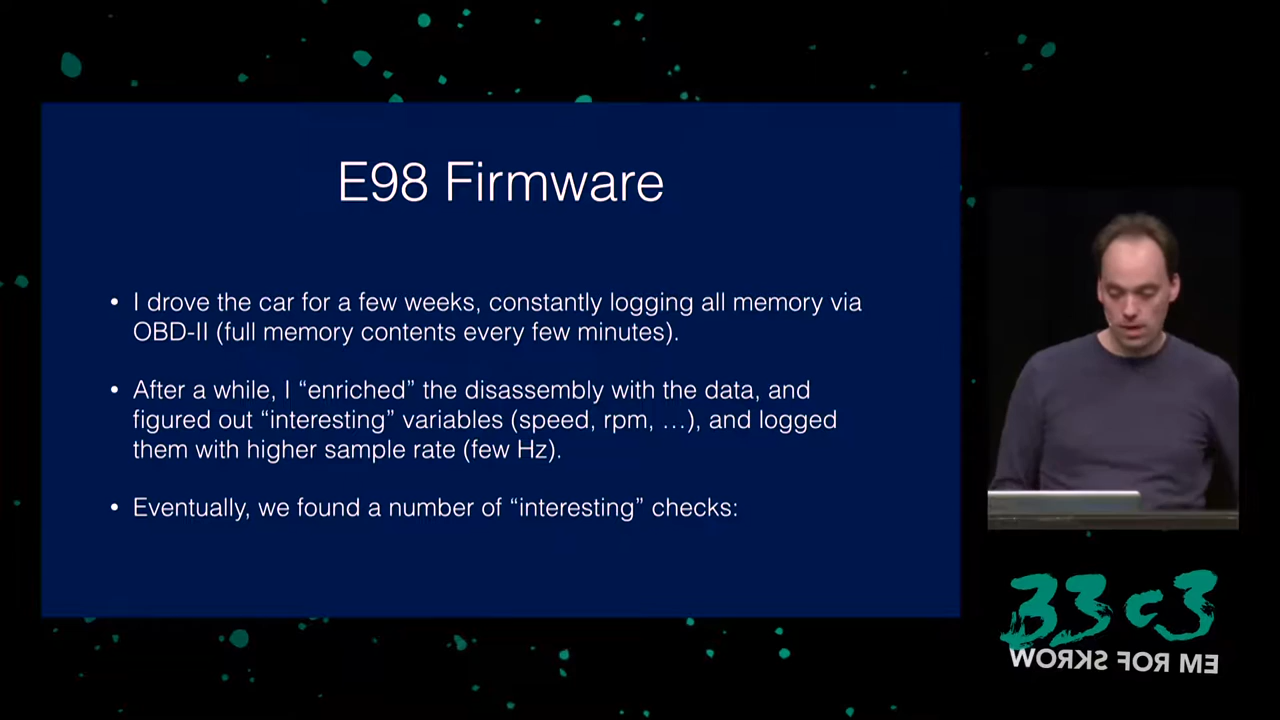 E98 Firmware
• I drove the car for a few weeks, constantly logging all memory via
OBD-II (full memory contents every few minutes).
• After a while, I “enriched” the disassembly with the data, and
figured out “interesting” variables (speed, rpm, …), and logged
them with higher sample rate (few Hz).
• Eventually, we found a number of “interesting” checks:
33c3
WORKS FOR ME